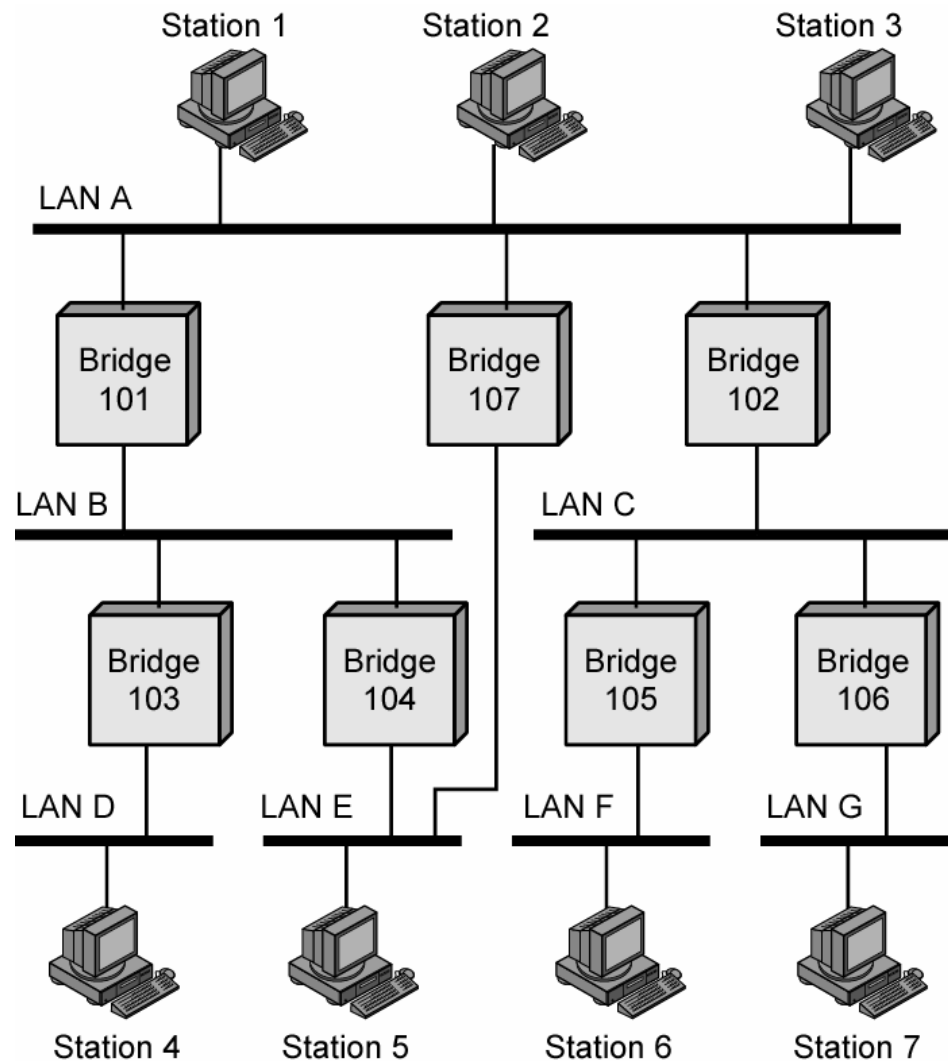 Station 1
Station 2
Station 3
LAN A
Bridge
101
Bridge
107
Bridge
102
LAN B
LAN C
Bridge
103
Bridge
104
Bridge
105
Bridge
106
LAN D
LAN E
LAN F
LAN G
Station 4
Station 5
Station 6
Station 7